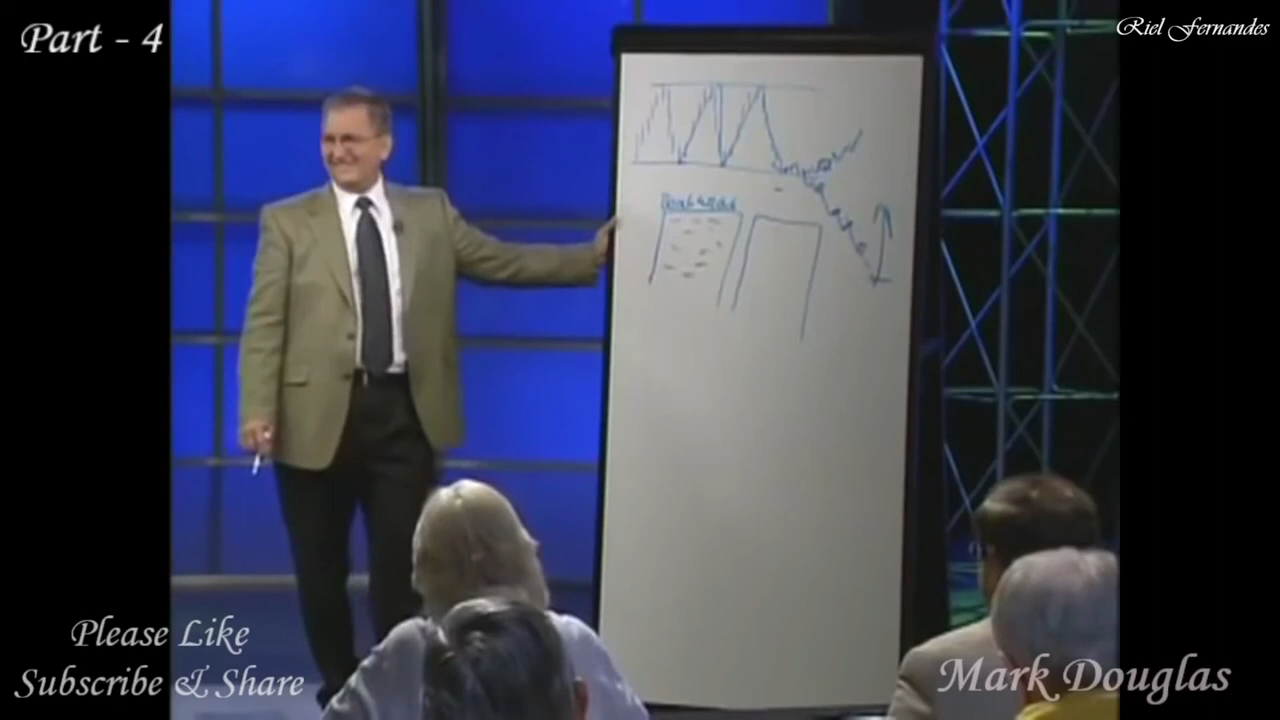 Part - 4
Riel Fernandes
Please Like
Subscribe & Share
Mark Douglas